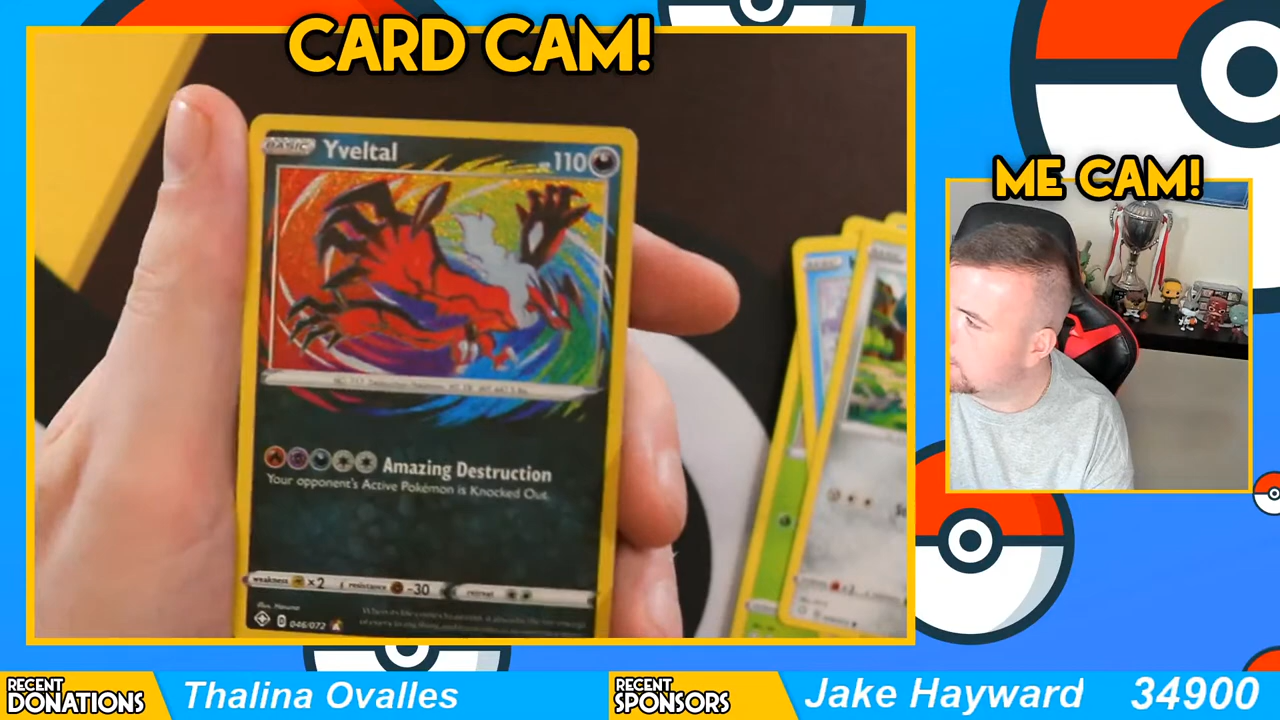 CARD CAM!
BASIC Yveltal 110
Amazing Destruction
Your opponent's Active Pokémon is Knocked Out.
weakness ×2 resistance -30 retreat
D 046/072
ME CAM!
RECENT DONATIONS Thalina Ovalles
RECENT SPONSORS Jake Hayward 34900